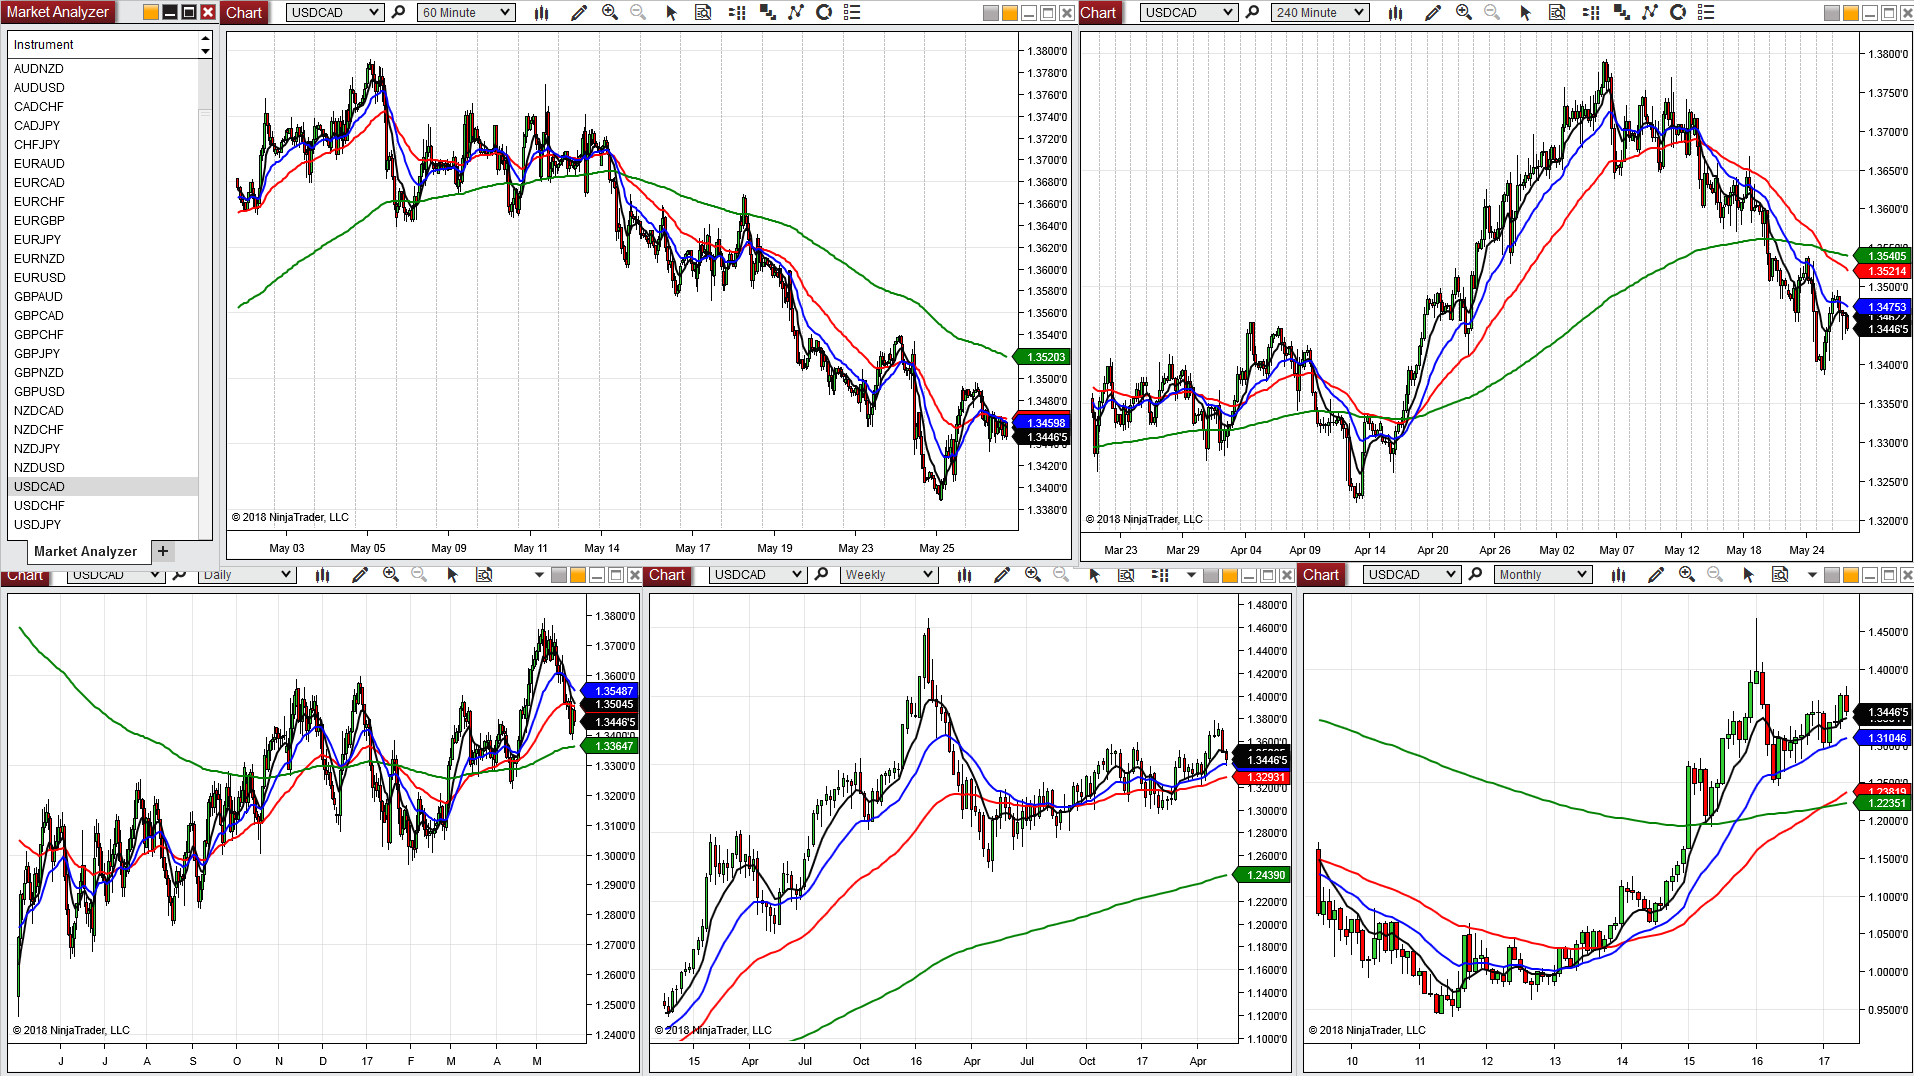 Market Analyzer
Instrument
AUDNZD
AUDUSD
CADCHF
CADJPY
CHFJPY
EURAUD
EURCAD
EURCHF
EURGBP
EURJPY
EURNZD
EURUSD
GBPAUD
GBPCAD
GBPCHF
GBPJPY
GBPNZD
GBPUSD
NZDCAD
NZDCHF
NZDJPY
NZDUSD
USDCAD
USDCHF
USDJPY
Market Analyzer +
Chart USDCAD 60 Minute
1.3800'0
1.3780'0
1.3760'0
1.3740'0
1.3720'0
1.3700'0
1.3680'0
1.3660'0
1.3640'0
1.3620'0
1.3600'0
1.3580'0
1.3560'0
1.3540'0
1.35203
1.3500'0
1.3480'0
1.34598
1.3446'5
1.3420'0
1.3400'0
1.3380'0
© 2018 NinjaTrader, LLC
May 03 May 05 May 09 May 11 May 14 May 17 May 19 May 23 May 25
Chart USDCAD 240 Minute
1.3800'0
1.3750'0
1.3700'0
1.3650'0
1.3600'0
1.35405
1.35214
1.3500'0
1.34753
1.3446'5
1.3400'0
1.3350'0
1.3300'0
1.3250'0
1.3200'0
© 2018 NinjaTrader, LLC
Mar 23 Mar 29 Apr 04 Apr 09 Apr 14 Apr 20 Apr 26 May 02 May 07 May 12 May 18 May 24
Chart USDCAD Daily
1.3800'0
1.3700'0
1.3600'0
1.35487
1.35045
1.3446'5
1.33647
1.3300'0
1.3200'0
1.3100'0
1.3000'0
1.2900'0
1.2800'0
1.2700'0
1.2600'0
1.2500'0
1.2400'0
© 2018 NinjaTrader, LLC
J J A S O N D 17 F M A M
Chart USDCAD Weekly
1.4800'0
1.4600'0
1.4400'0
1.4200'0
1.4000'0
1.3800'0
1.3600'0
1.3446'5
1.32931
1.3200'0
1.3000'0
1.2800'0
1.2600'0
1.24390
1.2200'0
1.2000'0
1.1800'0
1.1600'0
1.1400'0
1.1200'0
1.1000'0
© 2018 NinjaTrader, LLC
15 Apr Jul Oct 16 Apr Jul Oct 17 Apr
Chart USDCAD Monthly
1.4500'0
1.4000'0
1.3446'5
1.31046
1.23819
1.22351
1.2000'0
1.1500'0
1.1000'0
1.0500'0
1.0000'0
0.9500'0
© 2018 NinjaTrader, LLC
10 11 12 13 14 15 16 17